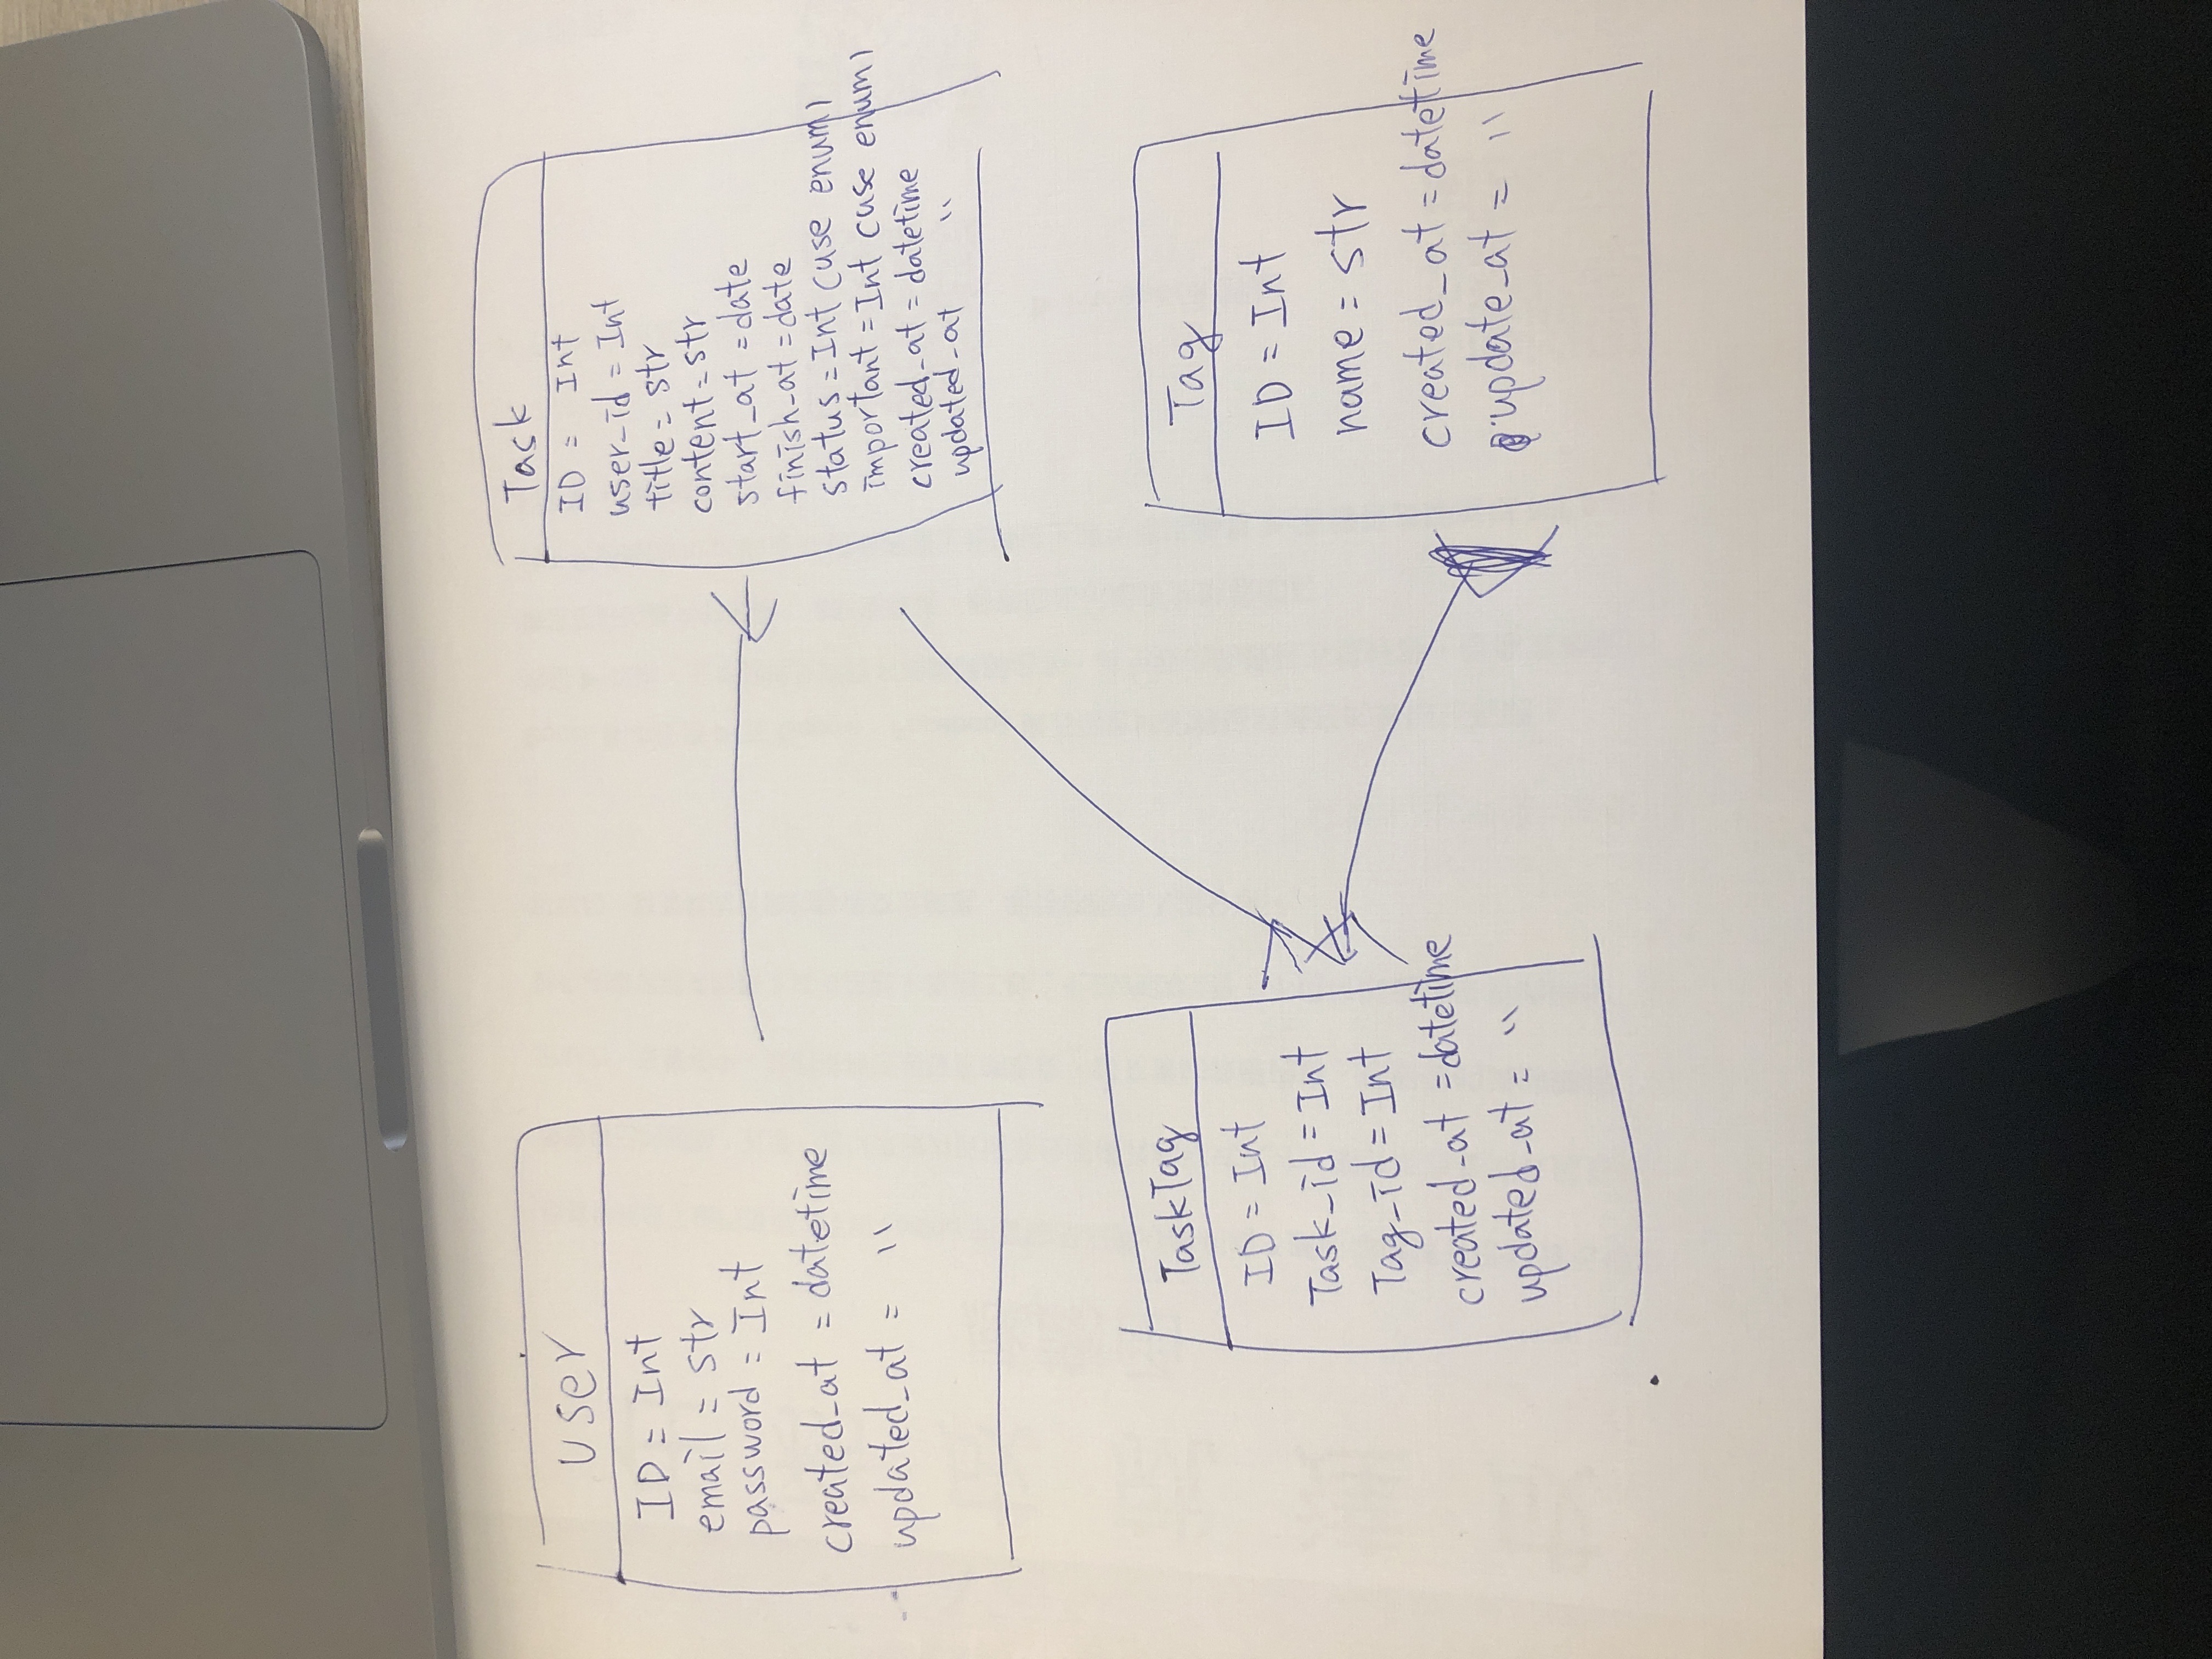 user
ID = Int
email = str
password = Int
created_at = datetime
updated_at = 〃
Task
ID = Int
user_id = Int
title = str
content = str
start_at = date
finish_at = date
status = Int (use enum)
important = Int (use enum)
created_at = datetime
updated_at 〃
TaskTag
ID = Int
Task_id = Int
Tag_id = Int
created_at = datetime
updated_at = 〃
Tag
ID = Int
name = str
created_at = datetime
update_at = 〃